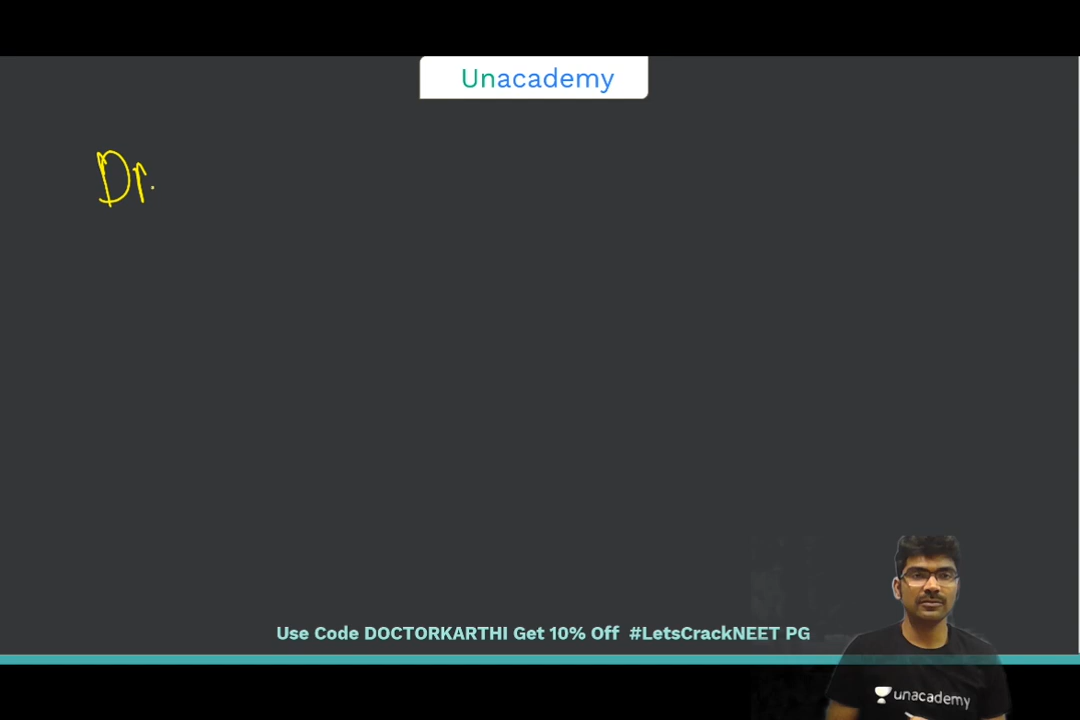 Unacademy
Dr.
Use Code DOCTORKARTHI Get 10% Off #LetsCrackNEET PG
unacademy